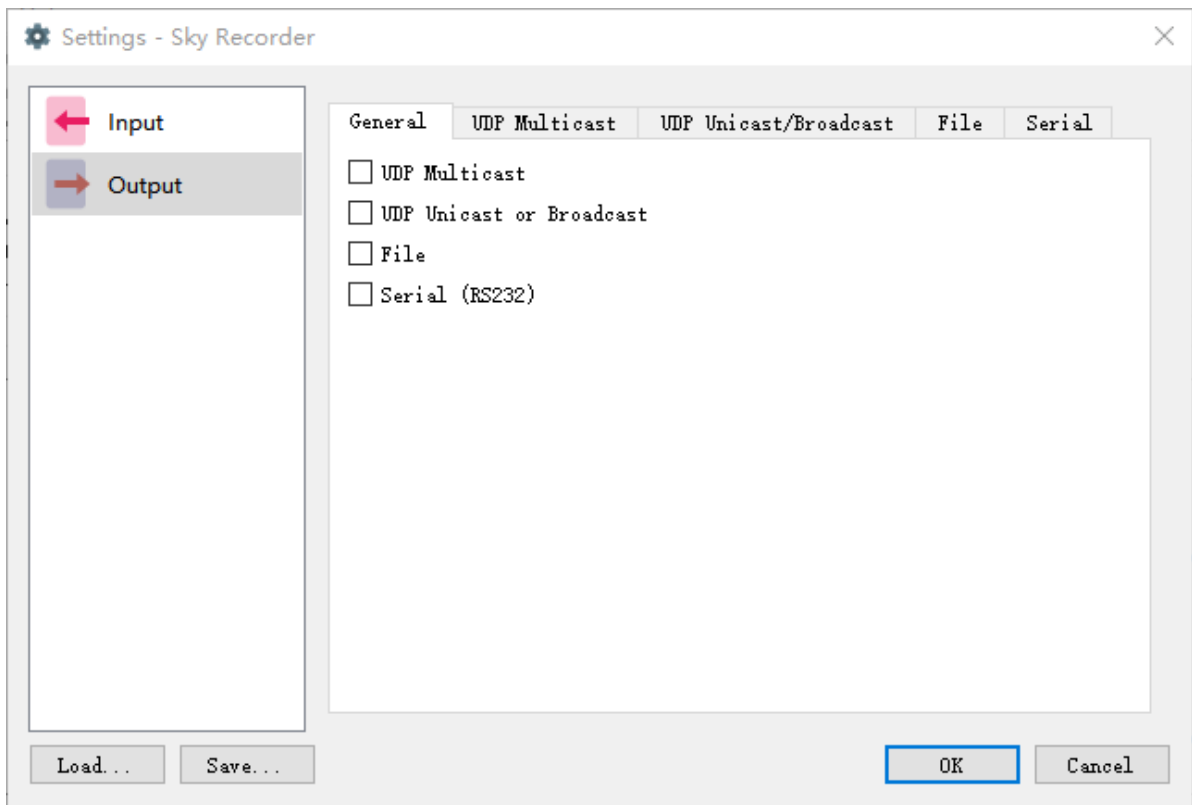 Settings - Sky Recorder
Input
Output
General UDP Multicast UDP Unicast/Broadcast File Serial
UDP Multicast
UDP Unicast or Broadcast
File
Serial (RS232)
Load... Save... OK Cancel